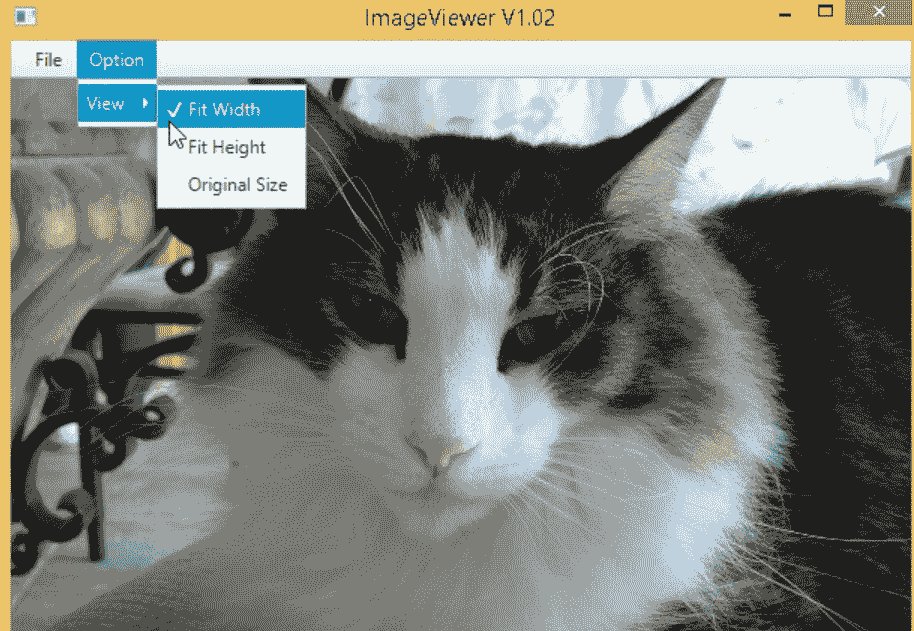 ImageViewer V1.02
File Option
View Fit Width
Fit Height
Original Size